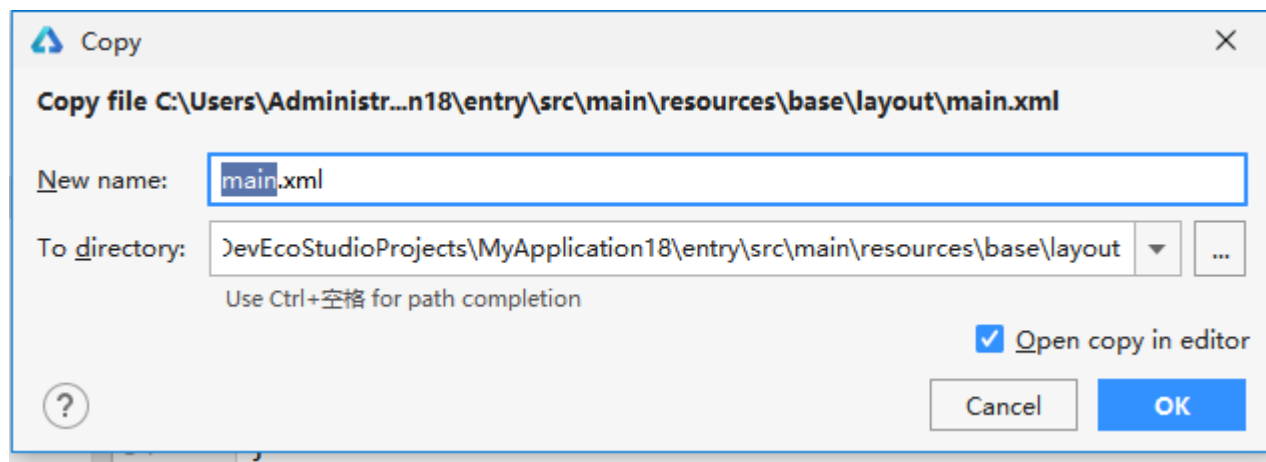 Copy
Copy file C:\Users\Administr...n18\entry\src\main\resources\base\layout\main.xml
New name: main.xml
To directory: DevEcoStudioProjects\MyApplication18\entry\src\main\resources\base\layout ...
Use Ctrl+空格 for path completion
Open copy in editor
? Cancel OK